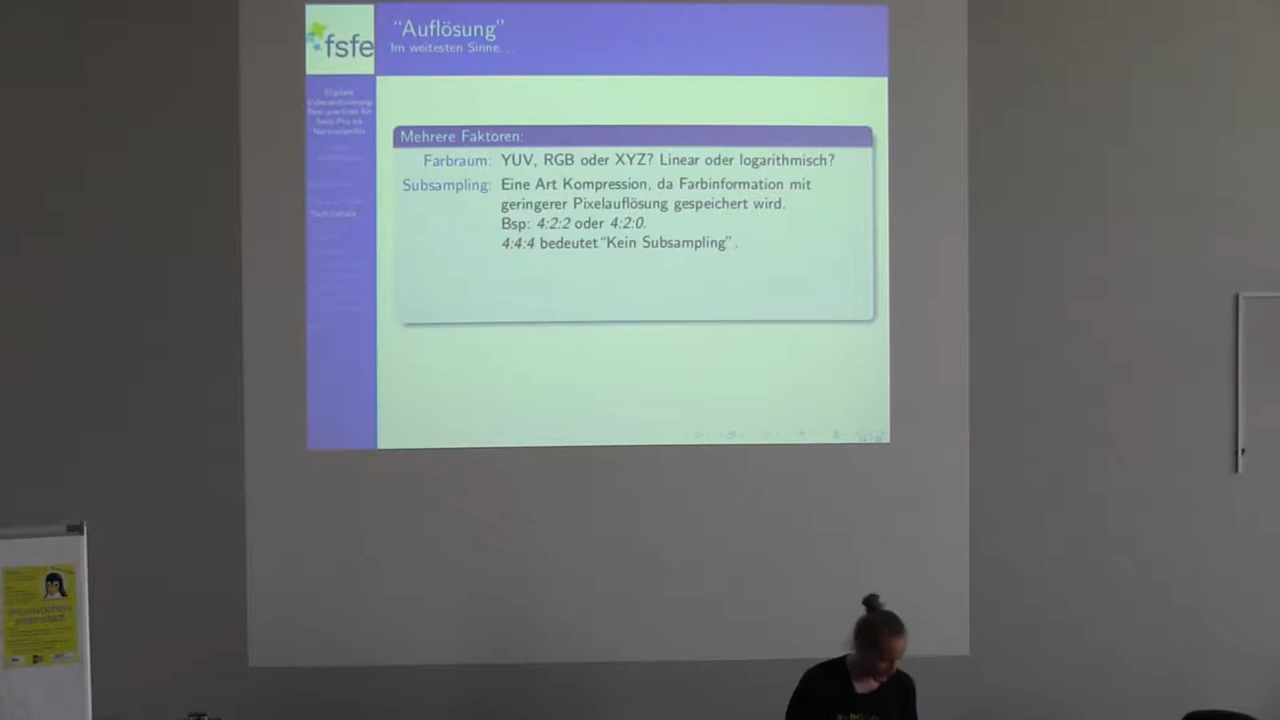 fsfe
“Auflösung”
Im weitesten Sinne...
Tech Details
Mehrere Faktoren:
Farbraum: YUV, RGB oder XYZ? Linear oder logarithmisch?
Subsampling: Eine Art Kompression, da Farbinformation mit
geringerer Pixelauflösung gespeichert wird.
Bsp: 4:2:2 oder 4:2:0.
4:4:4 bedeutet “Kein Subsampling”.